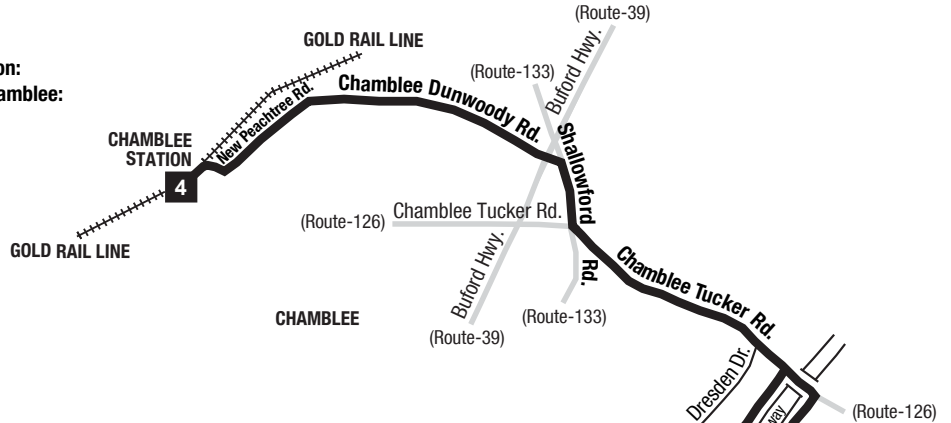 (Route-39)
GOLD RAIL LINE
on:
amblee:
(Route-133)
Buford Hwy.
Chamblee Dunwoody Rd.
New Peachtree Rd.
CHAMBLEE
STATION
4
Shallowford
Rd.
(Route-126)
Chamblee Tucker Rd.
GOLD RAIL LINE
Buford Hwy.
Chamblee Tucker Rd.
CHAMBLEE
(Route-133)
(Route-39)
Dresden Dr.
way
(Route-126)